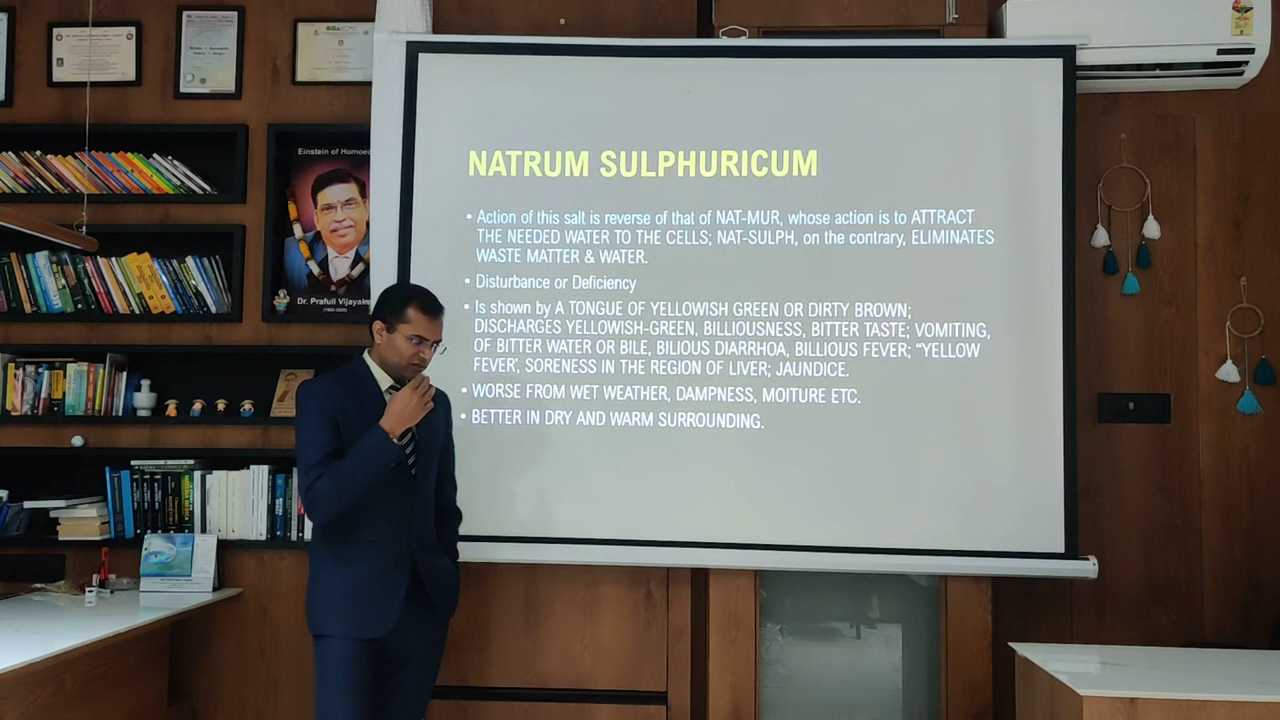 Einstein of Homoeo
Dr. Prafull Vijayak
NATRUM SULPHURICUM
• Action of this salt is reverse of that of NAT-MUR, whose action is to ATTRACT
THE NEEDED WATER TO THE CELLS; NAT-SULPH, on the contrary, ELIMINATES
WASTE MATTER & WATER.
• Disturbance or Deficiency
• Is shown by A TONGUE OF YELLOWISH GREEN OR DIRTY BROWN;
DISCHARGES YELLOWISH-GREEN, BILLIOUSNESS, BITTER TASTE; VOMITING,
OF BITTER WATER OR BILE, BILIOUS DIARRHOA, BILLIOUS FEVER; “YELLOW
FEVER’, SORENESS IN THE REGION OF LIVER; JAUNDICE.
• WORSE FROM WET WEATHER, DAMPNESS, MOITURE ETC.
• BETTER IN DRY AND WARM SURROUNDING.